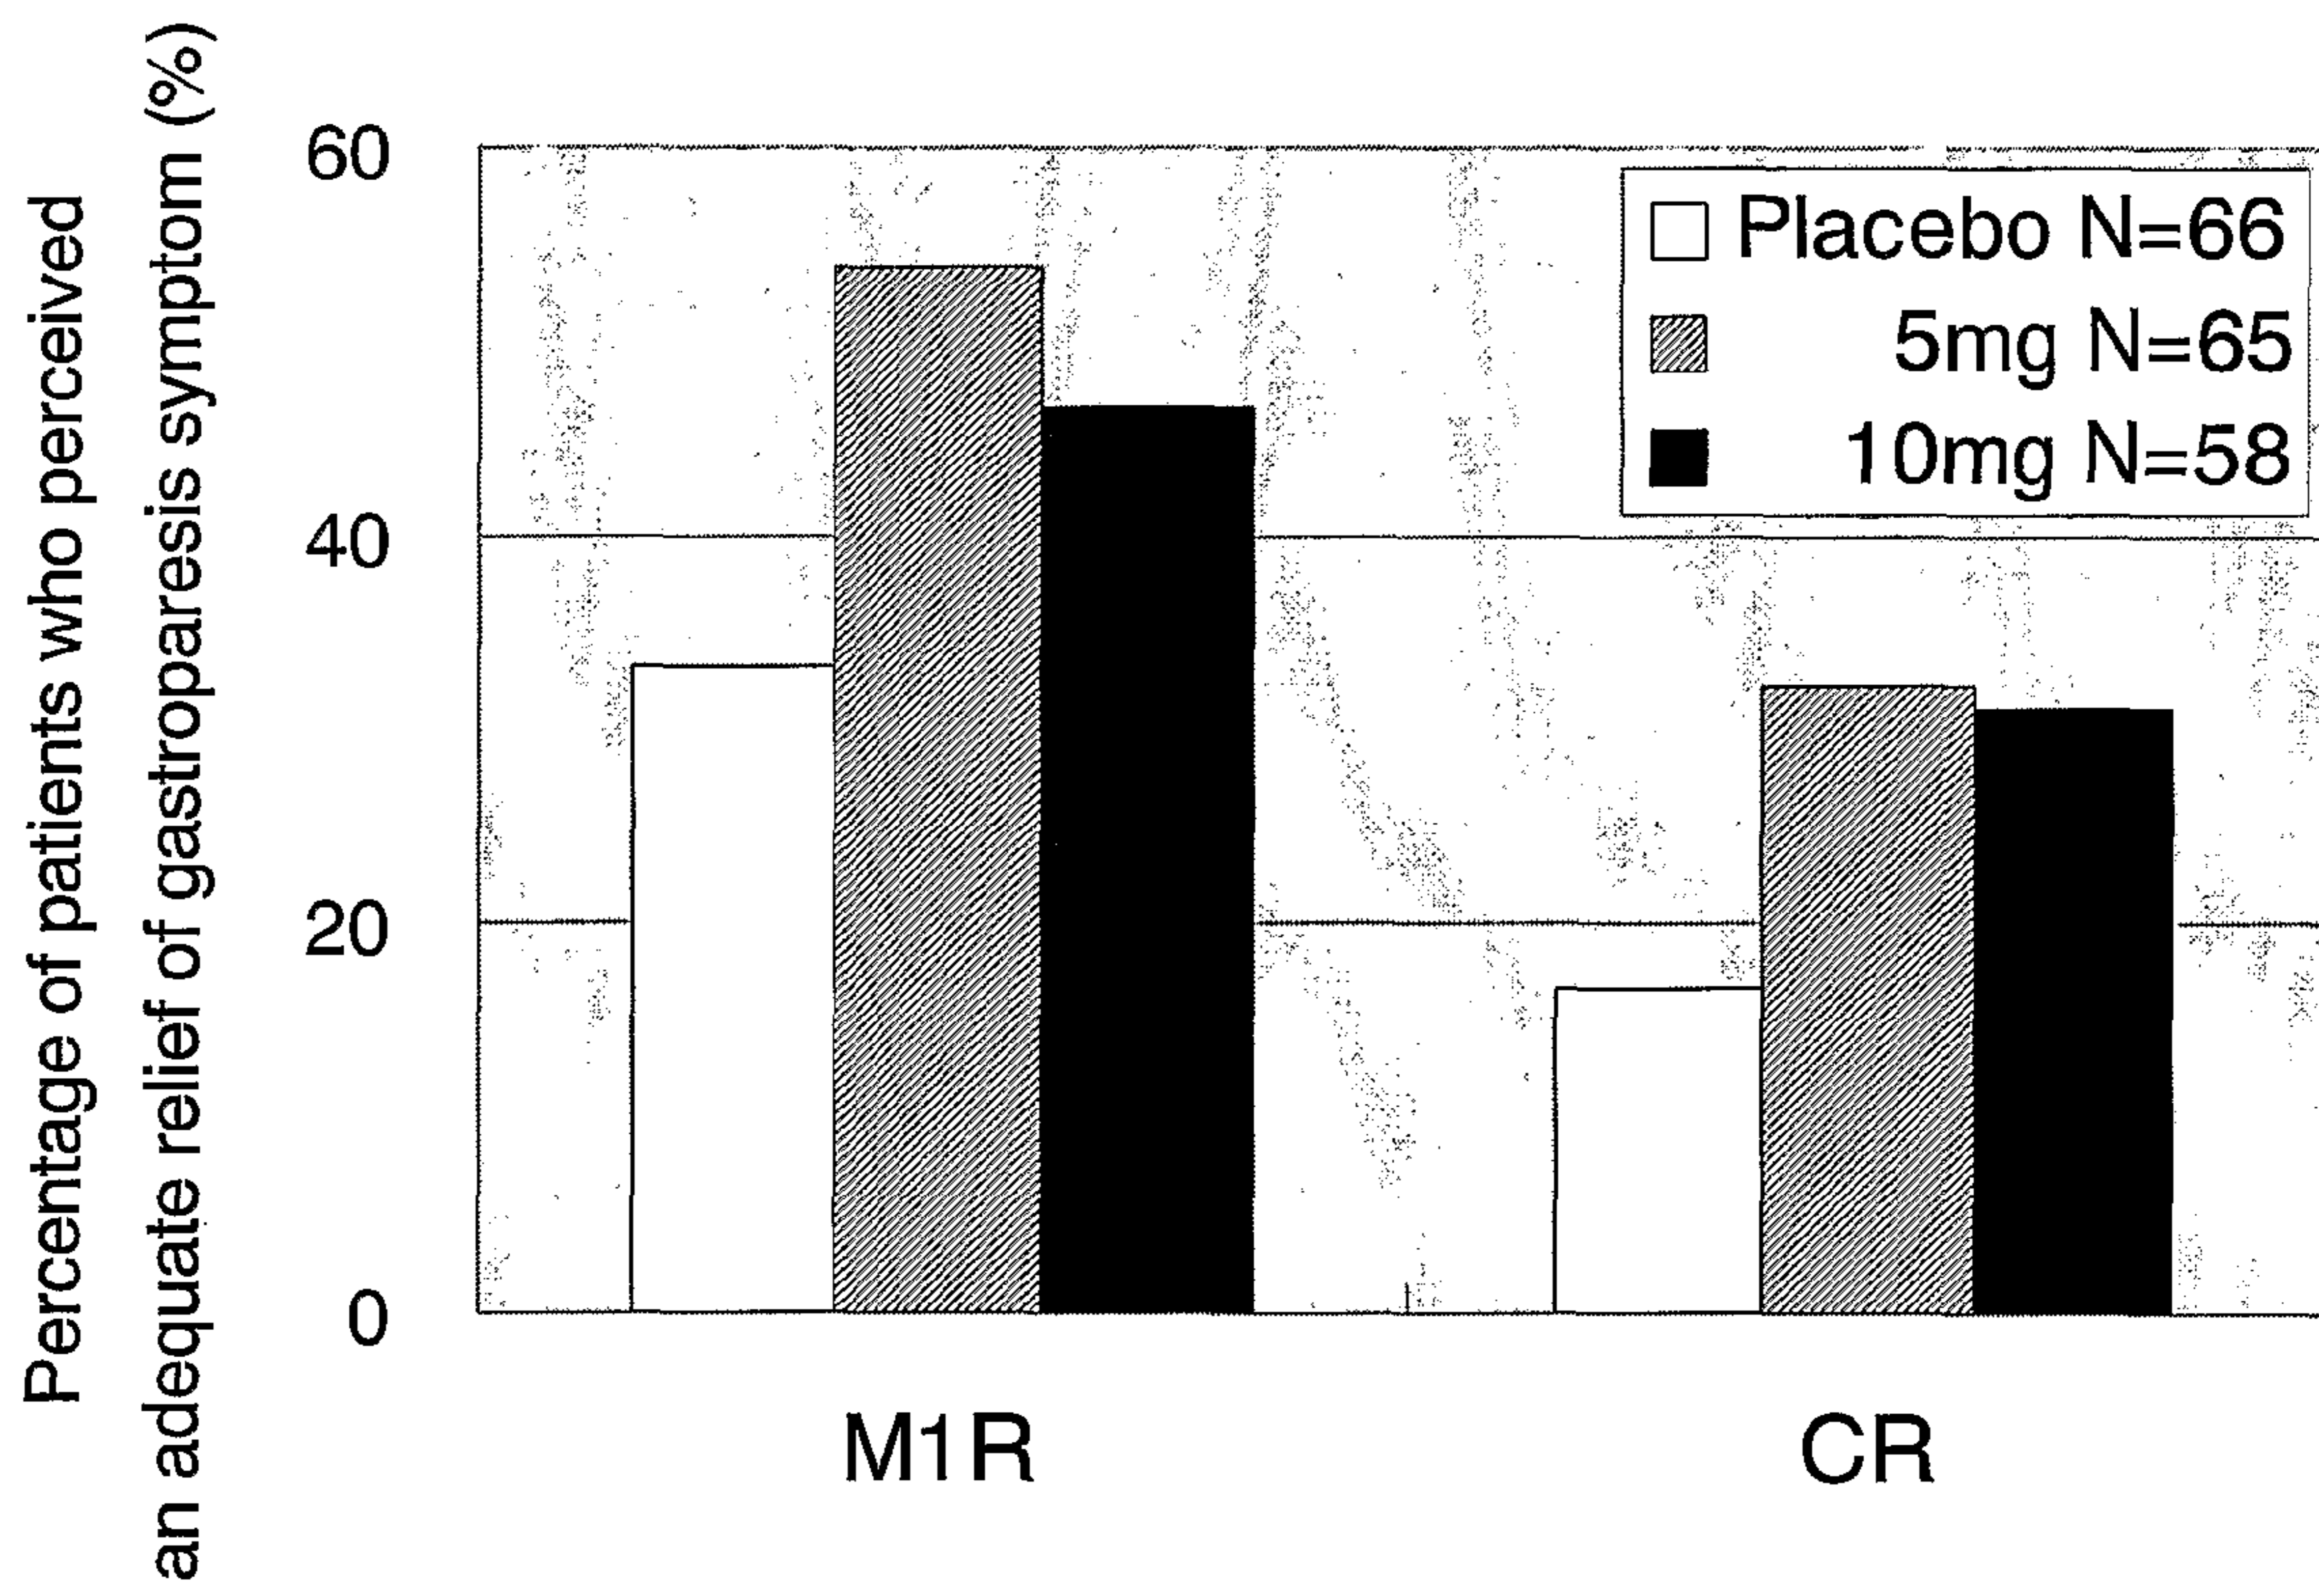 Percentage of patients who perceived
an adequate relief of gastroparesis symptom (%)
60
40
20
0
Placebo N=66
5mg N=65
10mg N=58
M1R
CR